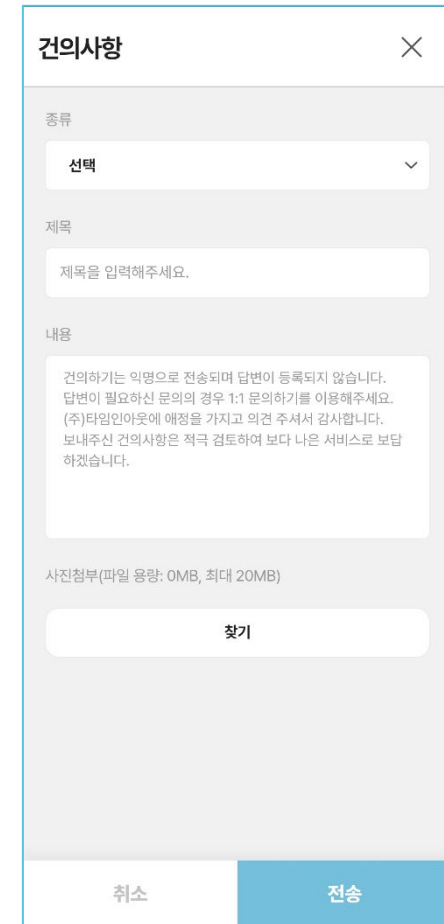 건의사항
종류
선택
제목
제목을 입력해주세요.
내용
건의하기는 익명으로 전송되며 답변이 등록되지 않습니다.
답변이 필요하신 문의의 경우 1:1 문의하기를 이용해주세요.
(주)타임인아웃에 애정을 가지고 의견 주셔서 감사합니다.
보내주신 건의사항은 적극 검토하여 보다 나은 서비스로 보답
하겠습니다.
사진첨부(파일 용량: 0MB, 최대 20MB)
찾기
취소
전송